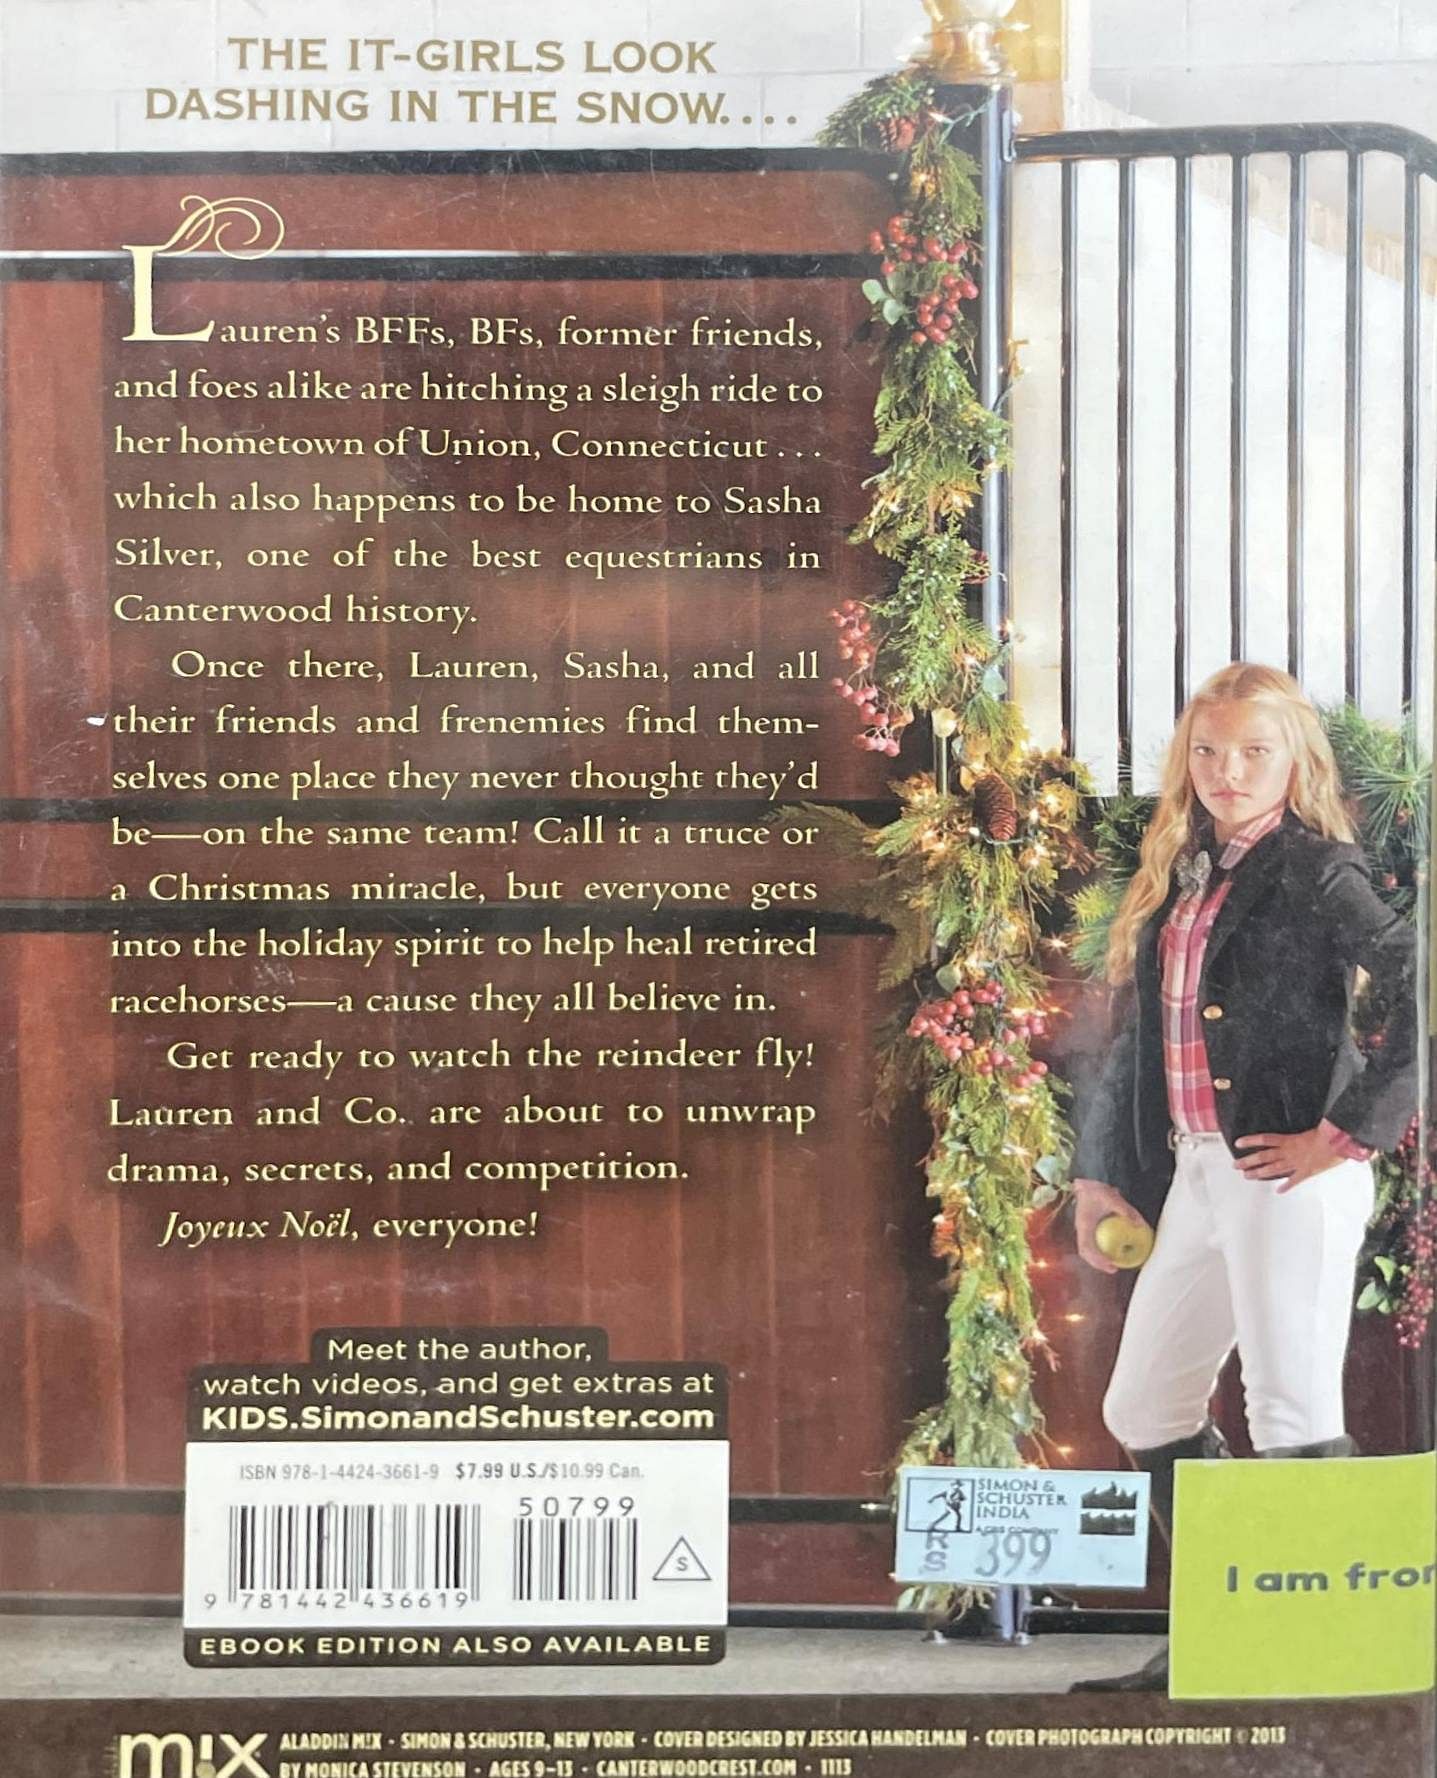 THE IT-GIRLS LOOK
DASHING IN THE SNOW....
Lauren's BFFs, BFs, former friends,
and foes alike are hitching a sleigh ride to
her hometown of Union, Connecticut . . .
which also happens to be home to Sasha
Silver, one of the best equestrians in
Canterwood history.
Once there, Lauren, Sasha, and all
their friends and frenemies find them-
selves one place they never thought they'd
be—on the same team! Call it a truce or
a Christmas miracle, but everyone gets
into the holiday spirit to help heal retired
racehorses—a cause they all believe in.
Get ready to watch the reindeer fly!
Lauren and Co. are about to unwrap
drama, secrets, and competition.
Joyeux Noël, everyone!
Meet the author,
watch videos, and get extras at
KIDS.SimonandSchuster.com
ISBN 978-1-4424-3661-9 $7.99 U.S./$10.99 Can.
50799
S
9 781442 436619
EBOOK EDITION ALSO AVAILABLE
SIMON &
SCHUSTER
INDIA
A CBS COMPANY
RS 399
I am from
m!x
ALADDIN M!X • SIMON & SCHUSTER, NEW YORK • COVER DESIGNED BY JESSICA HANDELMAN • COVER PHOTOGRAPH COPYRIGHT © 2013
BY MONICA STEVENSON • AGES 9–13 • CANTERWOODCREST.COM • 1113